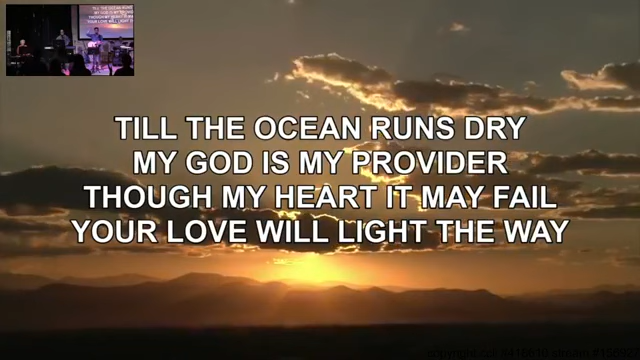 TILL THE OCEAN RUNS DRY
MY GOD IS MY PROVIDER
THOUGH MY HEART IT MAY FAIL
YOUR LOVE WILL LIGHT THE WAY